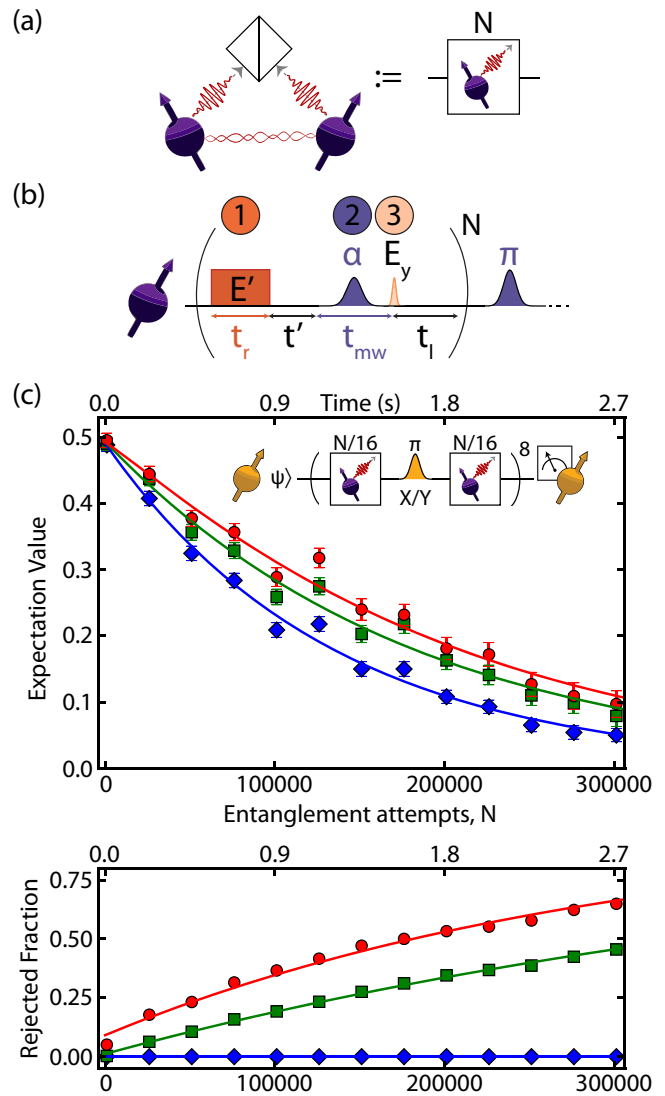 (a)
:=
N
(b)
1 2 3 N
α E_y π
E′
t_r t′ t_mw t_l
(c)
Time (s)
0.0 0.9 1.8 2.7
0.5
0.4
0.3
0.2
0.1
0.0
N/16 π N/16 8
ψ⟩
X/Y
Expectation Value
0 100000 200000 300000
Entanglement attempts, N
0.0 0.9 1.8 2.7
0.75
0.50
0.25
0.00
Rejected Fraction
0 100000 200000 300000